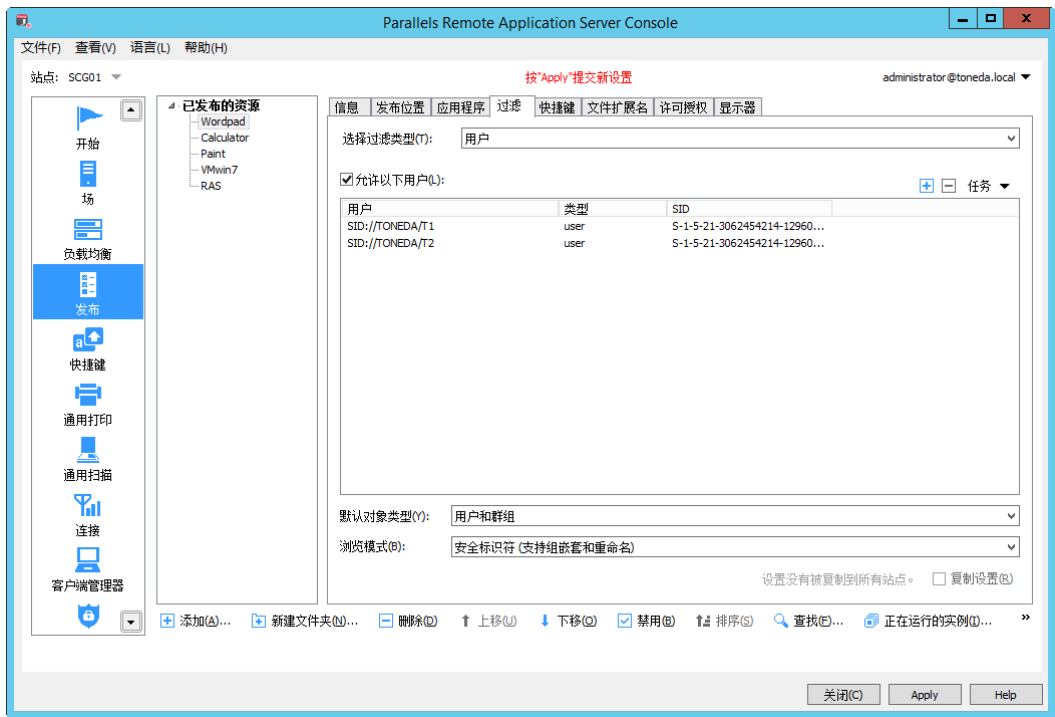 Parallels Remote Application Server Console
文件(F) 查看(V) 语言(L) 帮助(H)
站点: SCG01
按"Apply"提交新设置
administrator@toneda.local
开始
场
负载均衡
发布
快捷键
通用打印
通用扫描
连接
客户端管理器
已发布的资源
Wordpad
Calculator
Paint
VMwin7
RAS
信息 发布位置 应用程序 过滤 快捷键 文件扩展名 许可授权 显示器
选择过滤类型(T): 用户
允许以下用户(L):
任务
用户 类型 SID
SID://TONEDA/T1 user S-1-5-21-3062454214-12960...
SID://TONEDA/T2 user S-1-5-21-3062454214-12960...
默认对象类型(Y): 用户和群组
浏览模式(B): 安全标识符 (支持组嵌套和重命名)
设置没有被复制到所有站点。 复制设置(R)
添加(A)... 新建文件夹(N)... 删除(D) 上移(U) 下移(O) 禁用(B) 排序(S) 查找(F)... 正在运行的实例(I)... »
关闭(C) Apply Help